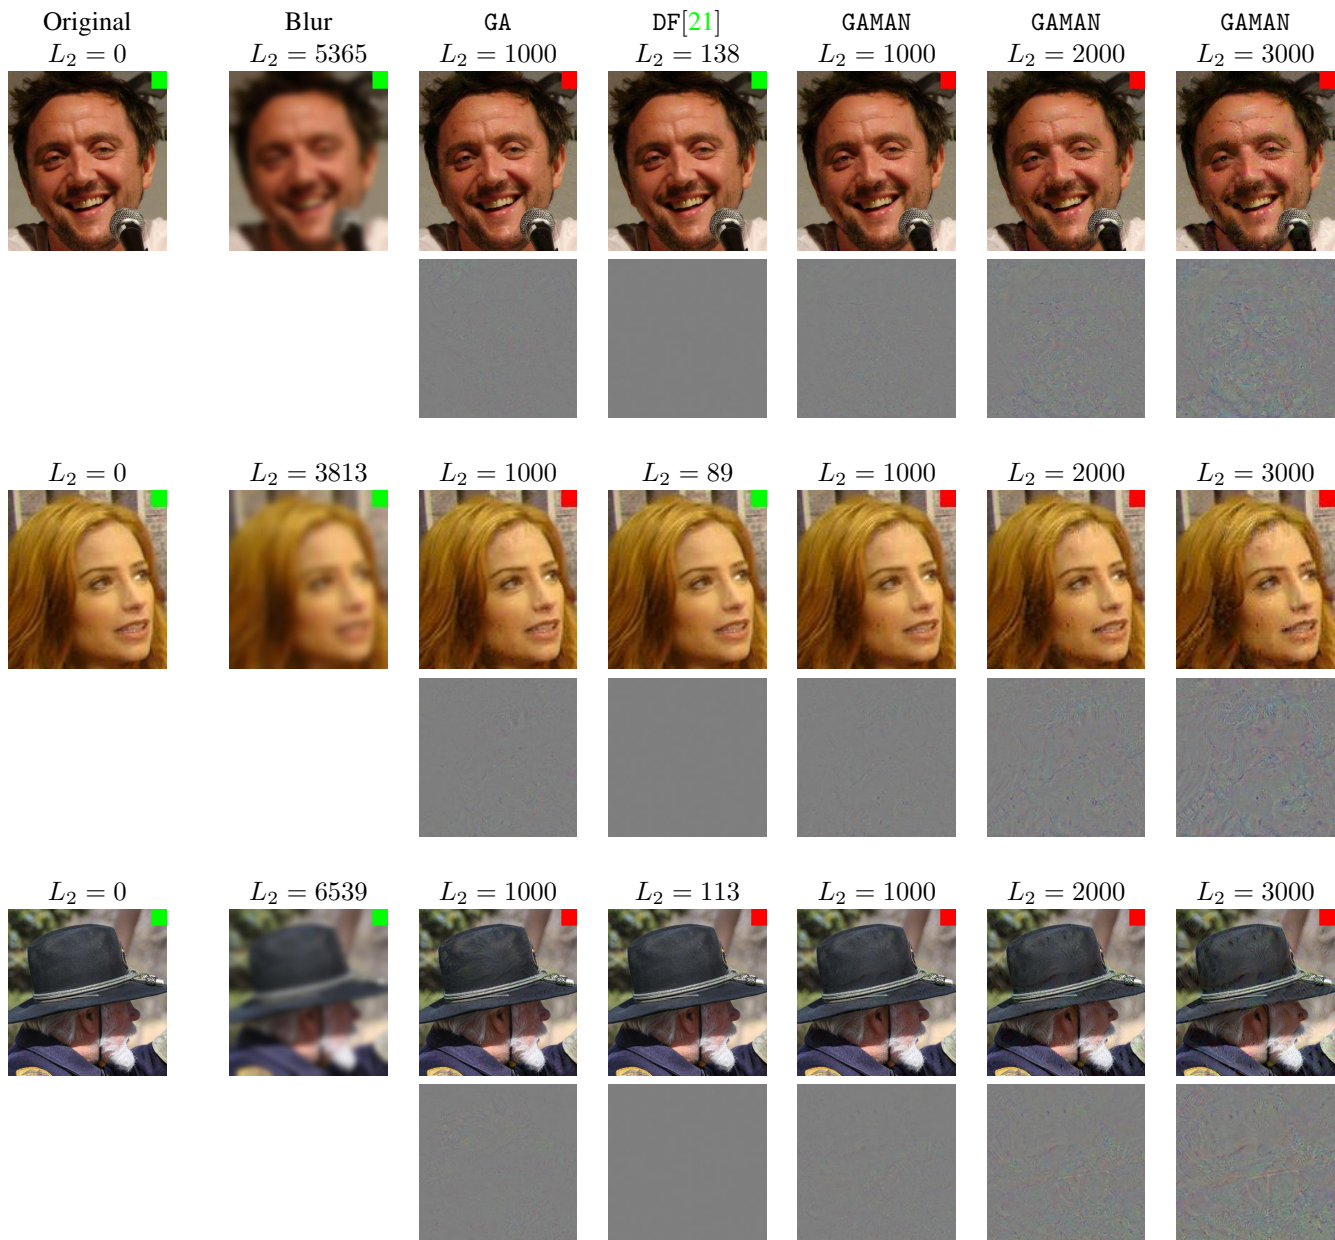 Original Blur GA DF[21] GAMAN GAMAN GAMAN
L₂ = 0 L₂ = 5365 L₂ = 1000 L₂ = 138 L₂ = 1000 L₂ = 2000 L₂ = 3000
L₂ = 0 L₂ = 3813 L₂ = 1000 L₂ = 89 L₂ = 1000 L₂ = 2000 L₂ = 3000
L₂ = 0 L₂ = 6539 L₂ = 1000 L₂ = 113 L₂ = 1000 L₂ = 2000 L₂ = 3000